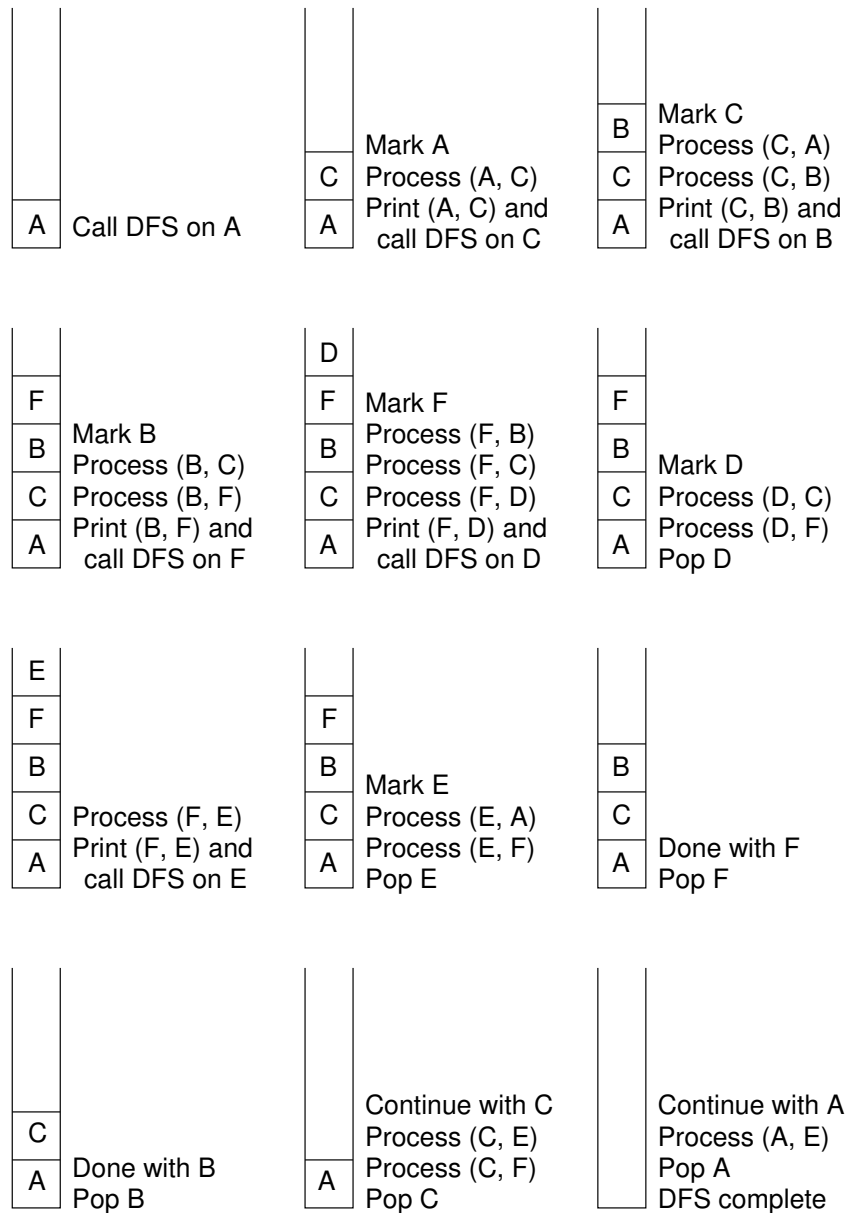 A
Call DFS on A
C
A
Mark A
Process (A, C)
Print (A, C) and
call DFS on C
B
C
A
Mark C
Process (C, A)
Process (C, B)
Print (C, B) and
call DFS on B
F
B
C
A
Mark B
Process (B, C)
Process (B, F)
Print (B, F) and
call DFS on F
D
F
B
C
A
Mark F
Process (F, B)
Process (F, C)
Process (F, D)
Print (F, D) and
call DFS on D
F
B
C
A
Mark D
Process (D, C)
Process (D, F)
Pop D
E
F
B
C
A
Process (F, E)
Print (F, E) and
call DFS on E
F
B
C
A
Mark E
Process (E, A)
Process (E, F)
Pop E
B
C
A
Done with F
Pop F
C
A
Done with B
Pop B
A
Continue with C
Process (C, E)
Process (C, F)
Pop C
Continue with A
Process (A, E)
Pop A
DFS complete